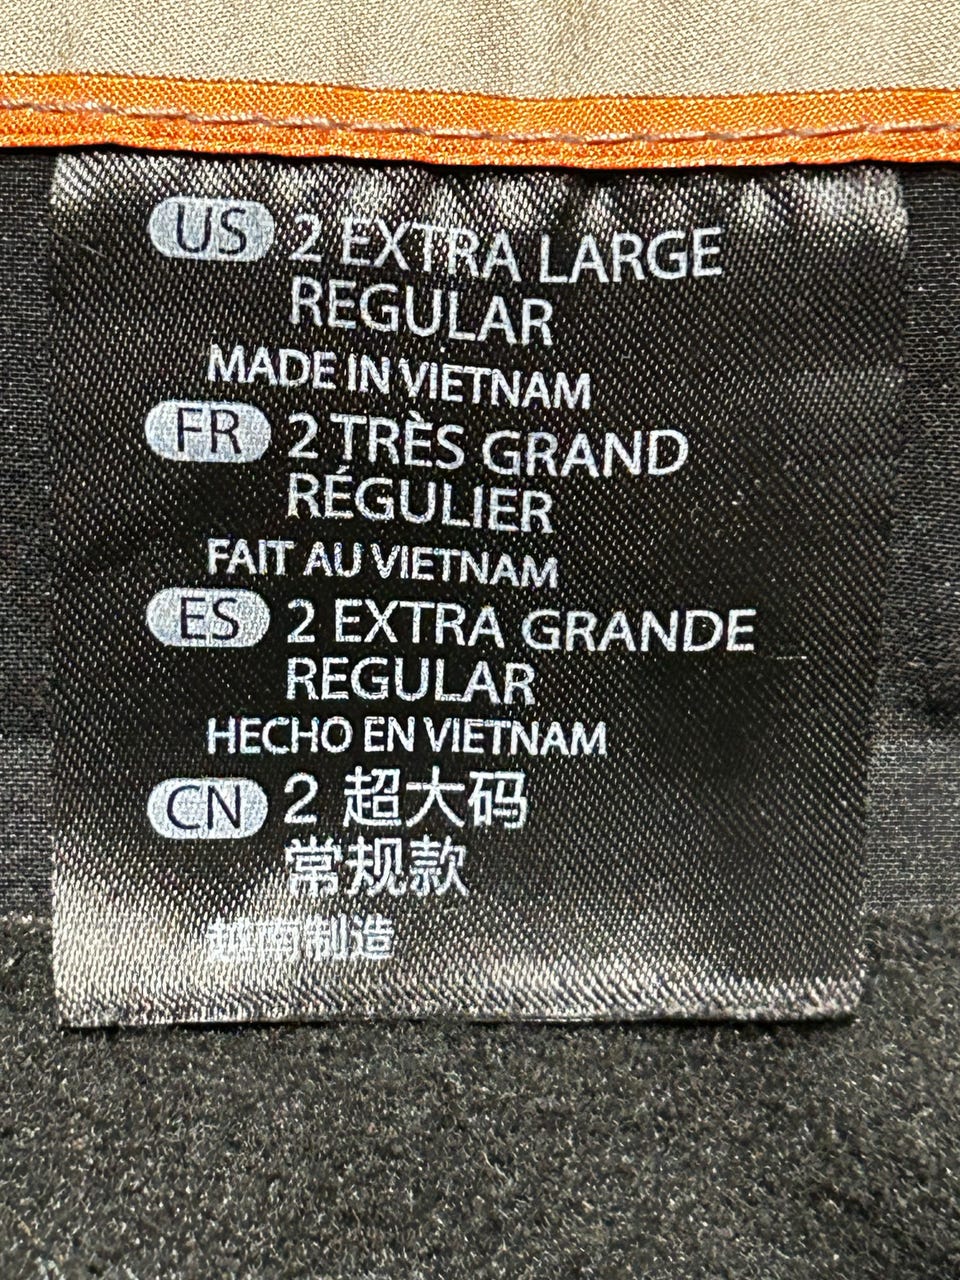 US 2 EXTRA LARGE
REGULAR
MADE IN VIETNAM
FR 2 TRÈS GRAND
RÉGULIER
FAIT AU VIETNAM
ES 2 EXTRA GRANDE
REGULAR
HECHO EN VIETNAM
CN 2 超大码
常规款
越南制造